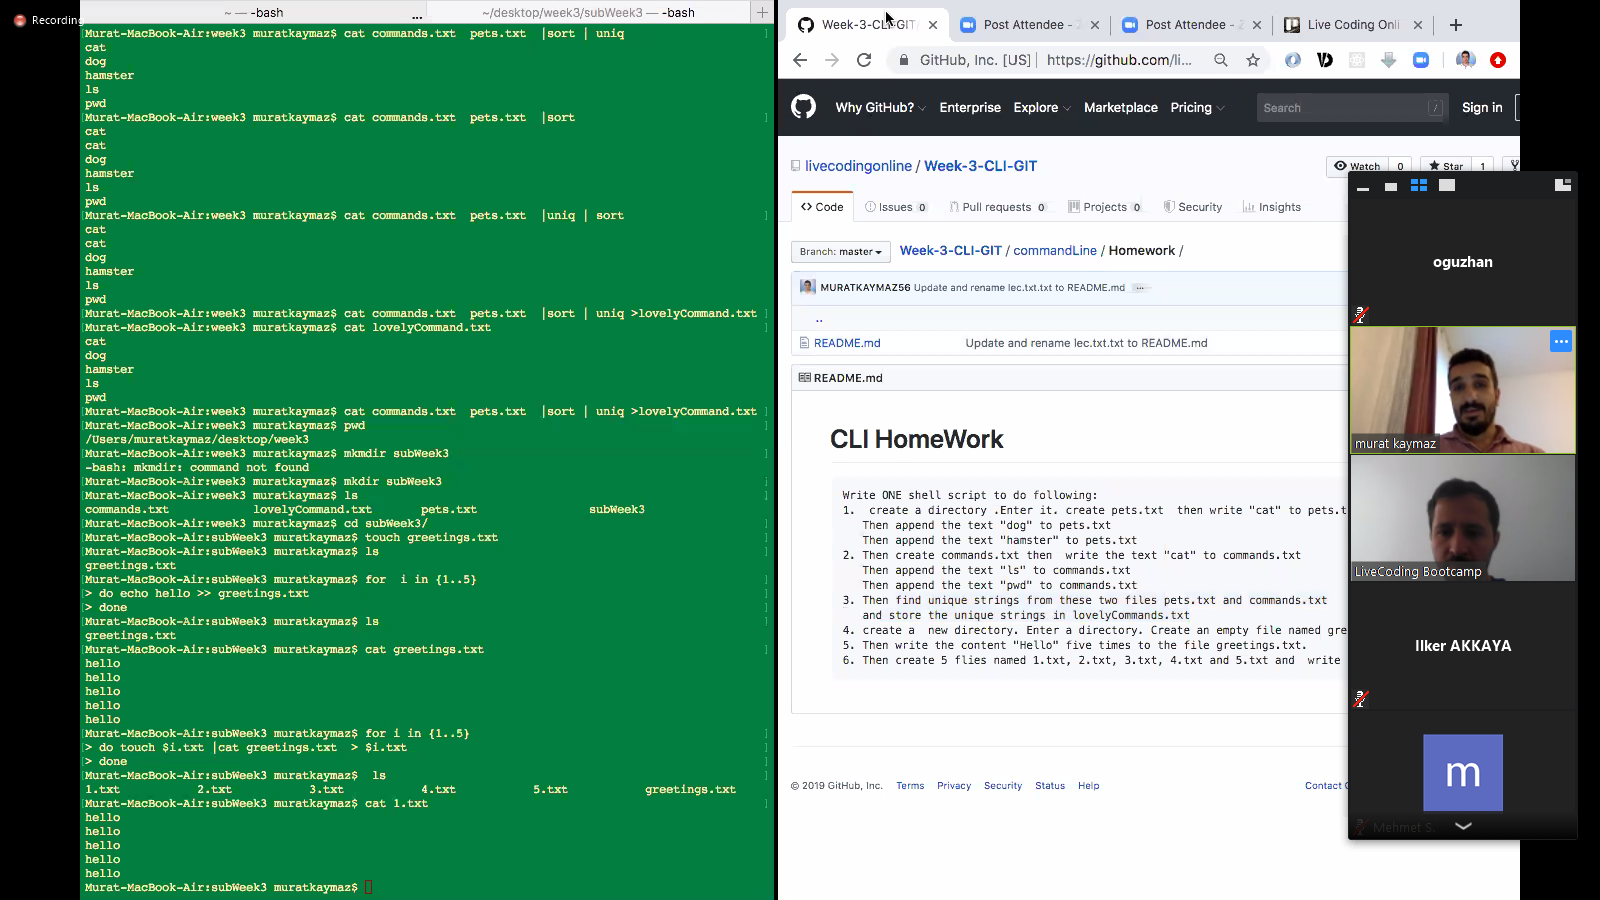 Recording
~ — -bash
...
~/desktop/week3/subWeek3 — -bash
Murat-MacBook-Air:week3 muratkaymaz$ cat commands.txt  pets.txt  |sort | uniq
cat
dog
hamster
ls
pwd
Murat-MacBook-Air:week3 muratkaymaz$ cat commands.txt  pets.txt  |sort
cat
cat
dog
hamster
ls
pwd
Murat-MacBook-Air:week3 muratkaymaz$ cat commands.txt  pets.txt  |uniq | sort
cat
cat
dog
hamster
ls
pwd
Murat-MacBook-Air:week3 muratkaymaz$ cat commands.txt  pets.txt  |sort | uniq >lovelyCommand.txt
Murat-MacBook-Air:week3 muratkaymaz$ cat lovelyCommand.txt
cat
dog
hamster
ls
pwd
Murat-MacBook-Air:week3 muratkaymaz$ cat commands.txt  pets.txt  |sort | uniq >lovelyCommand.txt
Murat-MacBook-Air:week3 muratkaymaz$ pwd
/Users/muratkaymaz/desktop/week3
Murat-MacBook-Air:week3 muratkaymaz$ mkmdir subWeek3
-bash: mkmdir: command not found
Murat-MacBook-Air:week3 muratkaymaz$ mkdir subWeek3
Murat-MacBook-Air:week3 muratkaymaz$ ls
commands.txt lovelyCommand.txt pets.txt subWeek3
Murat-MacBook-Air:week3 muratkaymaz$ cd subWeek3/
Murat-MacBook-Air:subWeek3 muratkaymaz$ touch greetings.txt
Murat-MacBook-Air:subWeek3 muratkaymaz$ ls
greetings.txt
Murat-MacBook-Air:subWeek3 muratkaymaz$ for  i in {1..5}
> do echo hello >> greetings.txt
> done
Murat-MacBook-Air:subWeek3 muratkaymaz$ ls
greetings.txt
Murat-MacBook-Air:subWeek3 muratkaymaz$ cat greetings.txt
hello
hello
hello
hello
hello
Murat-MacBook-Air:subWeek3 muratkaymaz$ for i in {1..5}
> do touch $i.txt |cat greetings.txt  > $i.txt
> done
Murat-MacBook-Air:subWeek3 muratkaymaz$  ls
1.txt 2.txt 3.txt 4.txt 5.txt greetings.txt
Murat-MacBook-Air:subWeek3 muratkaymaz$ cat 1.txt
hello
hello
hello
hello
hello
Murat-MacBook-Air:subWeek3 muratkaymaz$
Week-3-CLI-GIT Post Attendee - Post Attendee - Live Coding Onli
GitHub, Inc. [US] https://github.com/li...
Why GitHub? Enterprise Explore Marketplace Pricing Search / Sign in
livecodingonline / Week-3-CLI-GIT
Watch 0 Star 1
Code Issues 0 Pull requests 0 Projects 0 Security Insights
Branch: master Week-3-CLI-GIT / commandLine / Homework /
MURATKAYMAZ56 Update and rename lec.txt.txt to README.md ...
..
README.md Update and rename lec.txt.txt to README.md
README.md
CLI HomeWork
Write ONE shell script to do following:
1.  create a directory .Enter it. create pets.txt  then write "cat" to pets.t
Then append the text "dog" to pets.txt
Then append the text "hamster" to pets.txt
2. Then create commands.txt then  write the text "cat" to commands.txt
Then append the text "ls" to commands.txt
Then append the text "pwd" to commands.txt
3. Then find unique strings from these two files pets.txt and commands.txt
and store the unique strings in lovelyCommands.txt
4. create a  new directory. Enter a directory. Create an empty file named gre
5. Then write the content "Hello" five times to the file greetings.txt.
6. Then create 5 flies named 1.txt, 2.txt, 3.txt, 4.txt and 5.txt and  write
© 2019 GitHub, Inc. Terms Privacy Security Status Help Contact
oguzhan
murat kaymaz
LiveCoding Bootcamp
Ilker AKKAYA
m
Mehmet S.